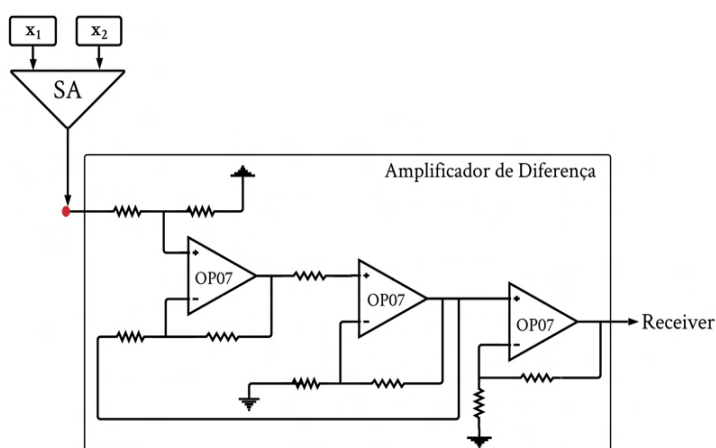 x₁
x₂
SA
Amplificador de Diferença
+
OP07
-
+
OP07
-
+
OP07
-
Receiver